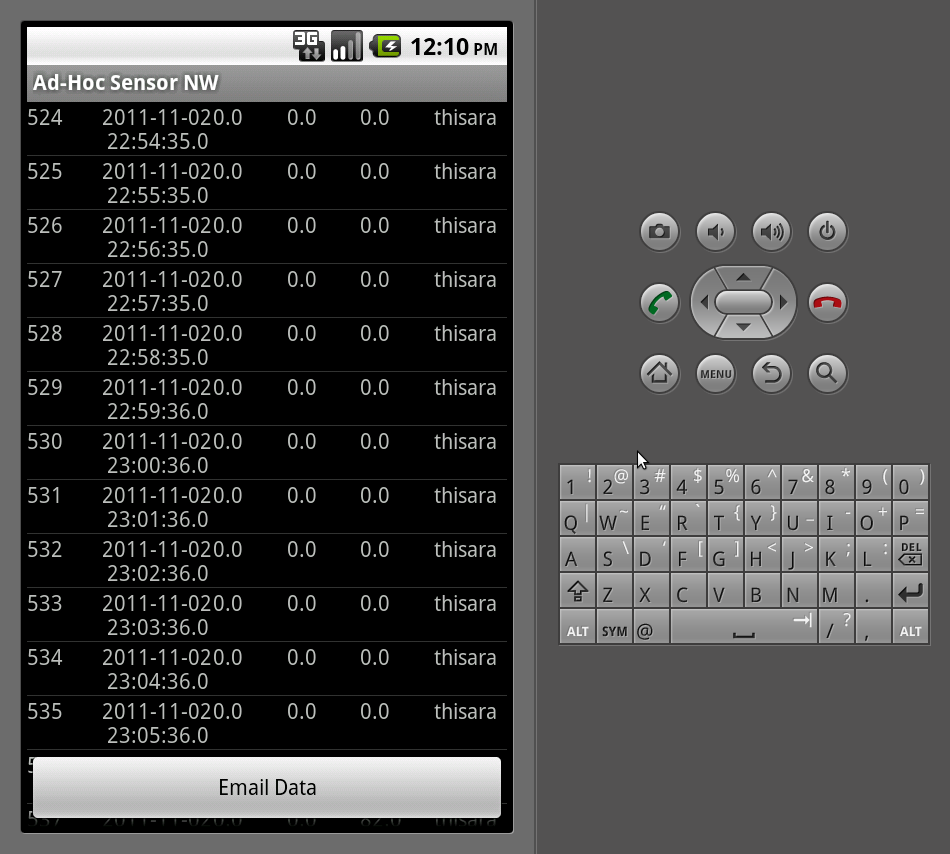 3G 12:10 PM
Ad-Hoc Sensor NW
524 2011-11-020.0 0.0 0.0 thisara
22:54:35.0
525 2011-11-020.0 0.0 0.0 thisara
22:55:35.0
526 2011-11-020.0 0.0 0.0 thisara
22:56:35.0
527 2011-11-020.0 0.0 0.0 thisara
22:57:35.0
528 2011-11-020.0 0.0 0.0 thisara
22:58:35.0
529 2011-11-020.0 0.0 0.0 thisara
22:59:36.0
530 2011-11-020.0 0.0 0.0 thisara
23:00:36.0
531 2011-11-020.0 0.0 0.0 thisara
23:01:36.0
532 2011-11-020.0 0.0 0.0 thisara
23:02:36.0
533 2011-11-020.0 0.0 0.0 thisara
23:03:36.0
534 2011-11-020.0 0.0 0.0 thisara
23:04:36.0
535 2011-11-020.0 0.0 0.0 thisara
23:05:36.0
Email Data
MENU
1 ! 2 @ 3 # 4 $ 5 % 6 ^ 7 & 8 * 9 ( 0 )
Q | W ~ E “ R ` T { Y } U _ I - O + P =
A S \ D ‘ F [ G ] H < J > K ; L : DEL
Z X C V B N M .
ALT SYM @ / ? , ALT